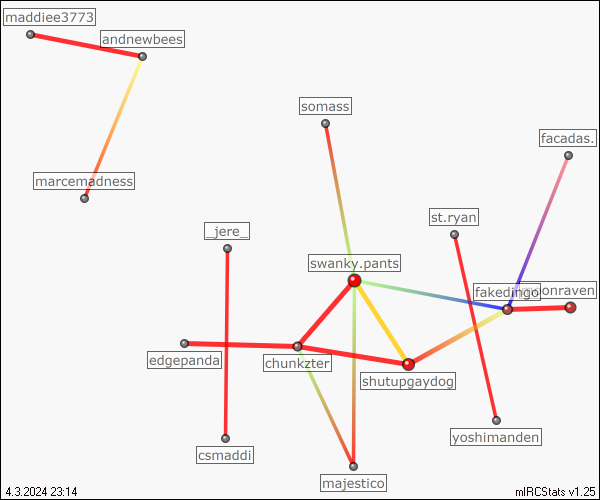 maddiee3773
andnewbees
somass
facadas.
marcemadness
st.ryan
_jere_
swanky.pants
fakedingo
onraven
edgepanda
chunkzter
shutupgaydog
yoshimanden
csmaddi
majestico
4.3.2024 23:14
mIRCStats v1.25